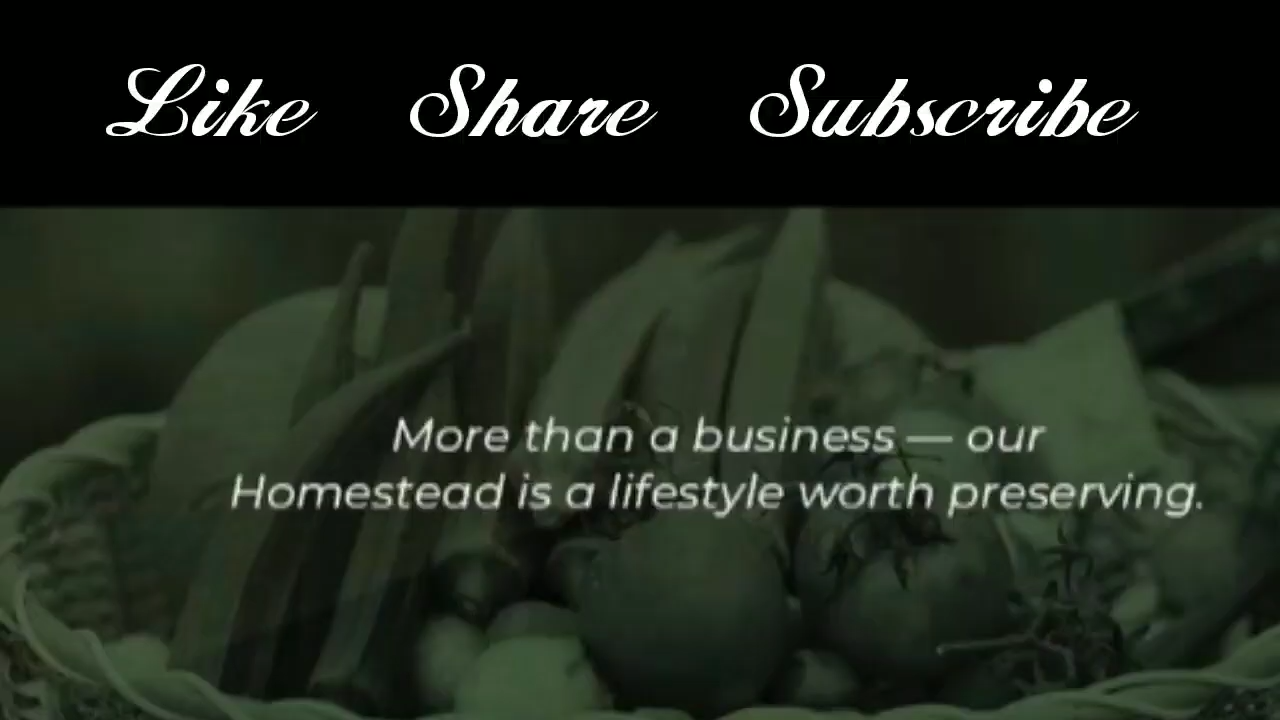 Like Share Subscribe
More than a business — our
Homestead is a lifestyle worth preserving.